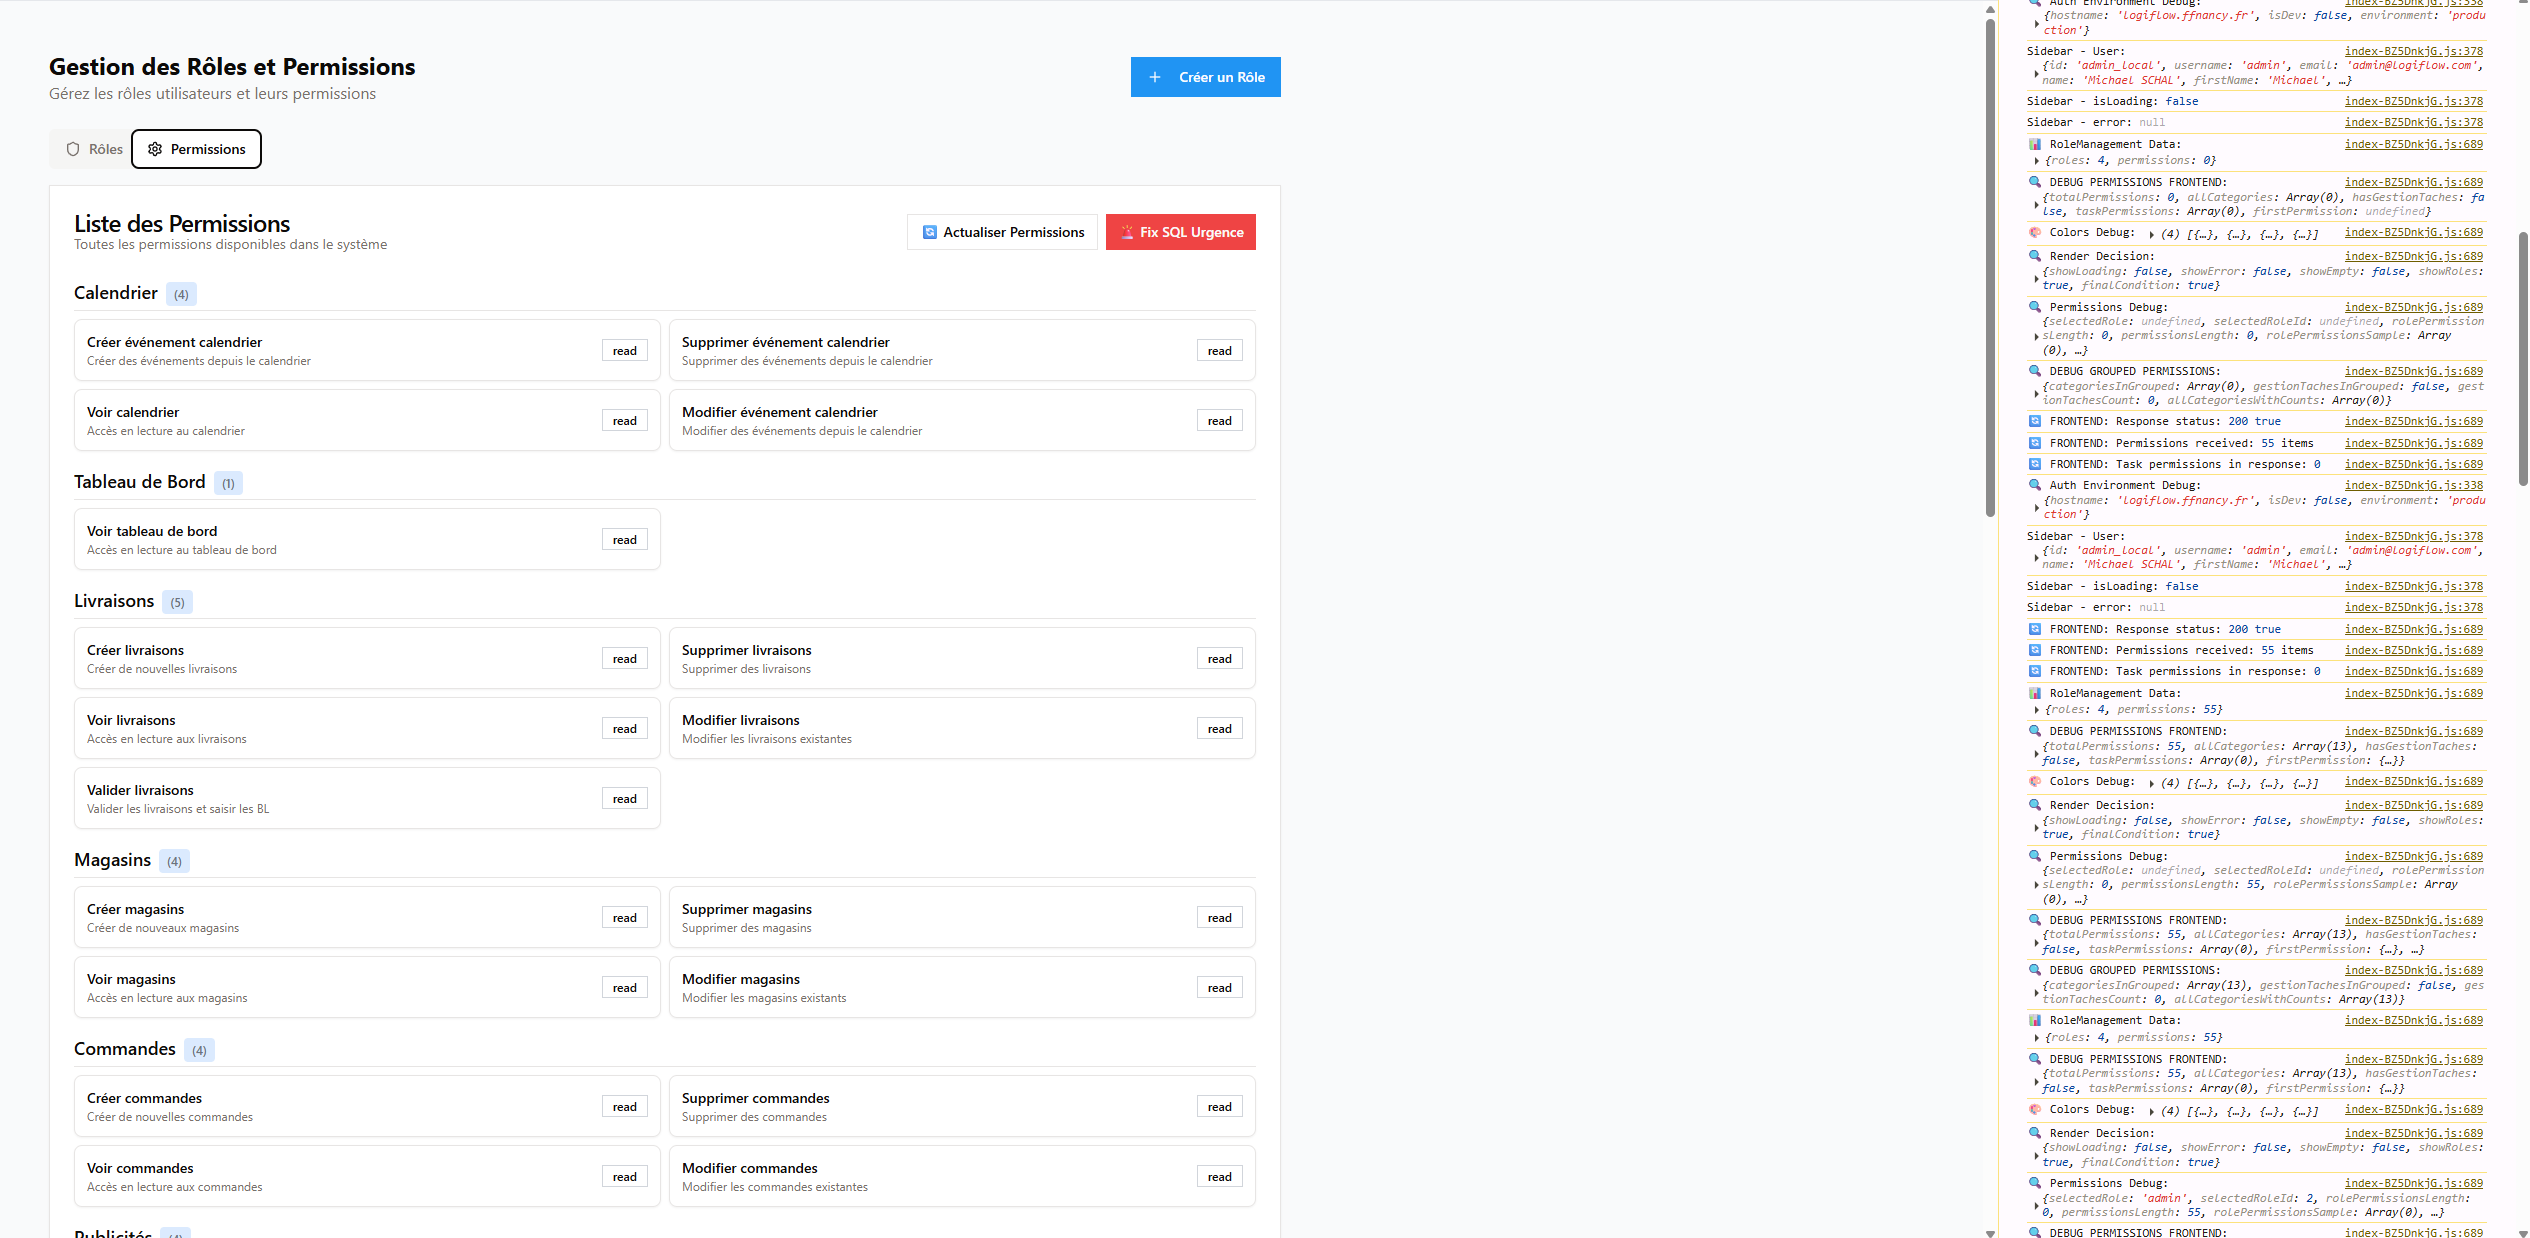 Gestion des Rôles et Permissions
Gérez les rôles utilisateurs et leurs permissions
Créer un Rôle
Rôles
Permissions
Liste des Permissions
Toutes les permissions disponibles dans le système
Actualiser Permissions
Fix SQL Urgence
Calendrier (4)
Créer événement calendrier
Créer des événements depuis le calendrier
read
Supprimer événement calendrier
Supprimer des événements depuis le calendrier
read
Voir calendrier
Accès en lecture au calendrier
read
Modifier événement calendrier
Modifier des événements depuis le calendrier
read
Tableau de Bord (1)
Voir tableau de bord
Accès en lecture au tableau de bord
read
Livraisons (5)
Créer livraisons
Créer de nouvelles livraisons
read
Supprimer livraisons
Supprimer des livraisons
read
Voir livraisons
Accès en lecture aux livraisons
read
Modifier livraisons
Modifier les livraisons existantes
read
Valider livraisons
Valider les livraisons et saisir les BL
read
Magasins (4)
Créer magasins
Créer de nouveaux magasins
read
Supprimer magasins
Supprimer des magasins
read
Voir magasins
Accès en lecture aux magasins
read
Modifier magasins
Modifier les magasins existants
read
Commandes (4)
Créer commandes
Créer de nouvelles commandes
read
Supprimer commandes
Supprimer des commandes
read
Voir commandes
Accès en lecture aux commandes
read
Modifier commandes
Modifier les commandes existantes
read
Publicités (4)
Auth Environment Debug: index-BZ5DnkjG.js:338
{hostname: 'logiflow.ffnancy.fr', isDev: false, environment: 'produ
ction'}
Sidebar - User: index-BZ5DnkjG.js:378
{id: 'admin_local', username: 'admin', email: 'admin@logiflow.com',
name: 'Michael SCHAL', firstName: 'Michael', …}
Sidebar - isLoading: false index-BZ5DnkjG.js:378
Sidebar - error: null index-BZ5DnkjG.js:378
RoleManagement Data: index-BZ5DnkjG.js:689
{roles: 4, permissions: 0}
DEBUG PERMISSIONS FRONTEND: index-BZ5DnkjG.js:689
{totalPermissions: 0, allCategories: Array(0), hasGestionTaches: fa
lse, taskPermissions: Array(0), firstPermission: undefined}
Colors Debug: (4) [{…}, {…}, {…}, {…}] index-BZ5DnkjG.js:689
Render Decision: index-BZ5DnkjG.js:689
{showLoading: false, showError: false, showEmpty: false, showRoles:
true, finalCondition: true}
Permissions Debug: index-BZ5DnkjG.js:689
{selectedRole: undefined, selectedRoleId: undefined, rolePermission
sLength: 0, permissionsLength: 0, rolePermissionsSample: Array
(0), …}
DEBUG GROUPED PERMISSIONS: index-BZ5DnkjG.js:689
{categoriesInGrouped: Array(0), gestionTachesInGrouped: false, gest
ionTachesCount: 0, allCategoriesWithCounts: Array(0)}
FRONTEND: Response status: 200 true index-BZ5DnkjG.js:689
FRONTEND: Permissions received: 55 items index-BZ5DnkjG.js:689
FRONTEND: Task permissions in response: 0 index-BZ5DnkjG.js:689
Auth Environment Debug: index-BZ5DnkjG.js:338
{hostname: 'logiflow.ffnancy.fr', isDev: false, environment: 'produ
ction'}
Sidebar - User: index-BZ5DnkjG.js:378
{id: 'admin_local', username: 'admin', email: 'admin@logiflow.com',
name: 'Michael SCHAL', firstName: 'Michael', …}
Sidebar - isLoading: false index-BZ5DnkjG.js:378
Sidebar - error: null index-BZ5DnkjG.js:378
FRONTEND: Response status: 200 true index-BZ5DnkjG.js:689
FRONTEND: Permissions received: 55 items index-BZ5DnkjG.js:689
FRONTEND: Task permissions in response: 0 index-BZ5DnkjG.js:689
RoleManagement Data: index-BZ5DnkjG.js:689
{roles: 4, permissions: 55}
DEBUG PERMISSIONS FRONTEND: index-BZ5DnkjG.js:689
{totalPermissions: 55, allCategories: Array(13), hasGestionTaches:
false, taskPermissions: Array(0), firstPermission: {…}}
Colors Debug: (4) [{…}, {…}, {…}, {…}] index-BZ5DnkjG.js:689
Render Decision: index-BZ5DnkjG.js:689
{showLoading: false, showError: false, showEmpty: false, showRoles:
true, finalCondition: true}
Permissions Debug: index-BZ5DnkjG.js:689
{selectedRole: undefined, selectedRoleId: undefined, rolePermission
sLength: 0, permissionsLength: 55, rolePermissionsSample: Array
(0), …}
DEBUG PERMISSIONS FRONTEND: index-BZ5DnkjG.js:689
{totalPermissions: 55, allCategories: Array(13), hasGestionTaches:
false, taskPermissions: Array(0), firstPermission: {…}, …}
DEBUG GROUPED PERMISSIONS: index-BZ5DnkjG.js:689
{categoriesInGrouped: Array(13), gestionTachesInGrouped: false, ges
tionTachesCount: 0, allCategoriesWithCounts: Array(13)}
RoleManagement Data: index-BZ5DnkjG.js:689
{roles: 4, permissions: 55}
DEBUG PERMISSIONS FRONTEND: index-BZ5DnkjG.js:689
{totalPermissions: 55, allCategories: Array(13), hasGestionTaches:
false, taskPermissions: Array(0), firstPermission: {…}}
Colors Debug: (4) [{…}, {…}, {…}, {…}] index-BZ5DnkjG.js:689
Render Decision: index-BZ5DnkjG.js:689
{showLoading: false, showError: false, showEmpty: false, showRoles:
true, finalCondition: true}
Permissions Debug: index-BZ5DnkjG.js:689
{selectedRole: 'admin', selectedRoleId: 2, rolePermissionsLength:
0, permissionsLength: 55, rolePermissionsSample: Array(0), …}
DEBUG PERMISSIONS FRONTEND: index-BZ5DnkjG.js:689